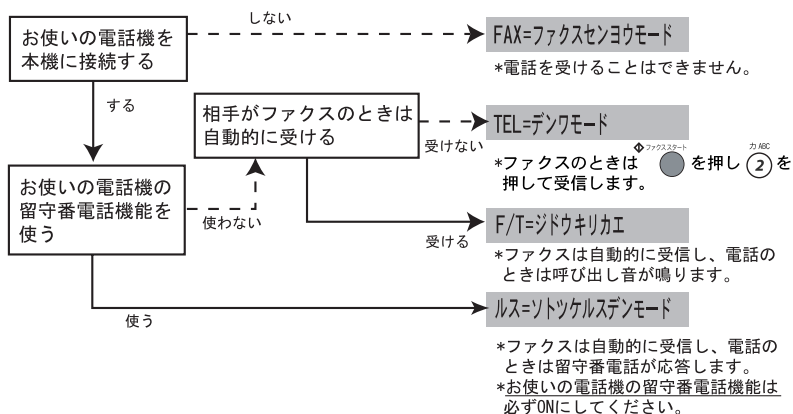 お使いの電話機を
本機に接続する
しない
FAX=ファクスセンヨウモード
*電話を受けることはできません。
する
相手がファクスのときは
自動的に受ける
受けない
TEL=デンワモード
*ファクスのときは ファクススタート を押し カ ABC 2 を
押して受信します。
お使いの電話機の
留守番電話機能を
使う
使わない
受ける
F/T=ジドウキリカエ
*ファクスは自動的に受信し、電話の
ときは呼び出し音が鳴ります。
使う
ルス=ソトツケルスデンモード
*ファクスは自動的に受信し、電話の
ときは留守番電話が応答します。
*お使いの電話機の留守番電話機能は
必ずONにしてください。